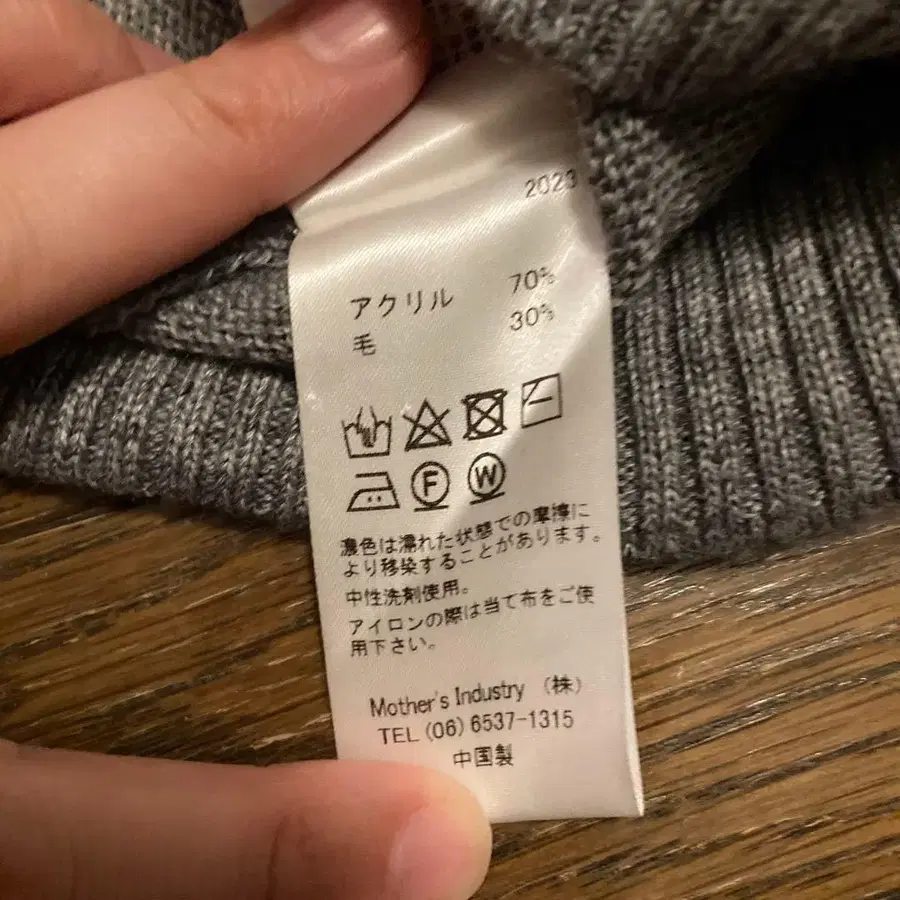 2023
アクリル 70%
毛 30%
F W
濃色は濡れた状態での摩擦に
より移染することがあります。
中性洗剤使用。
アイロンの際は当て布をご使
用下さい。
Mother's Industry (株)
TEL (06) 6537-1315
中国製